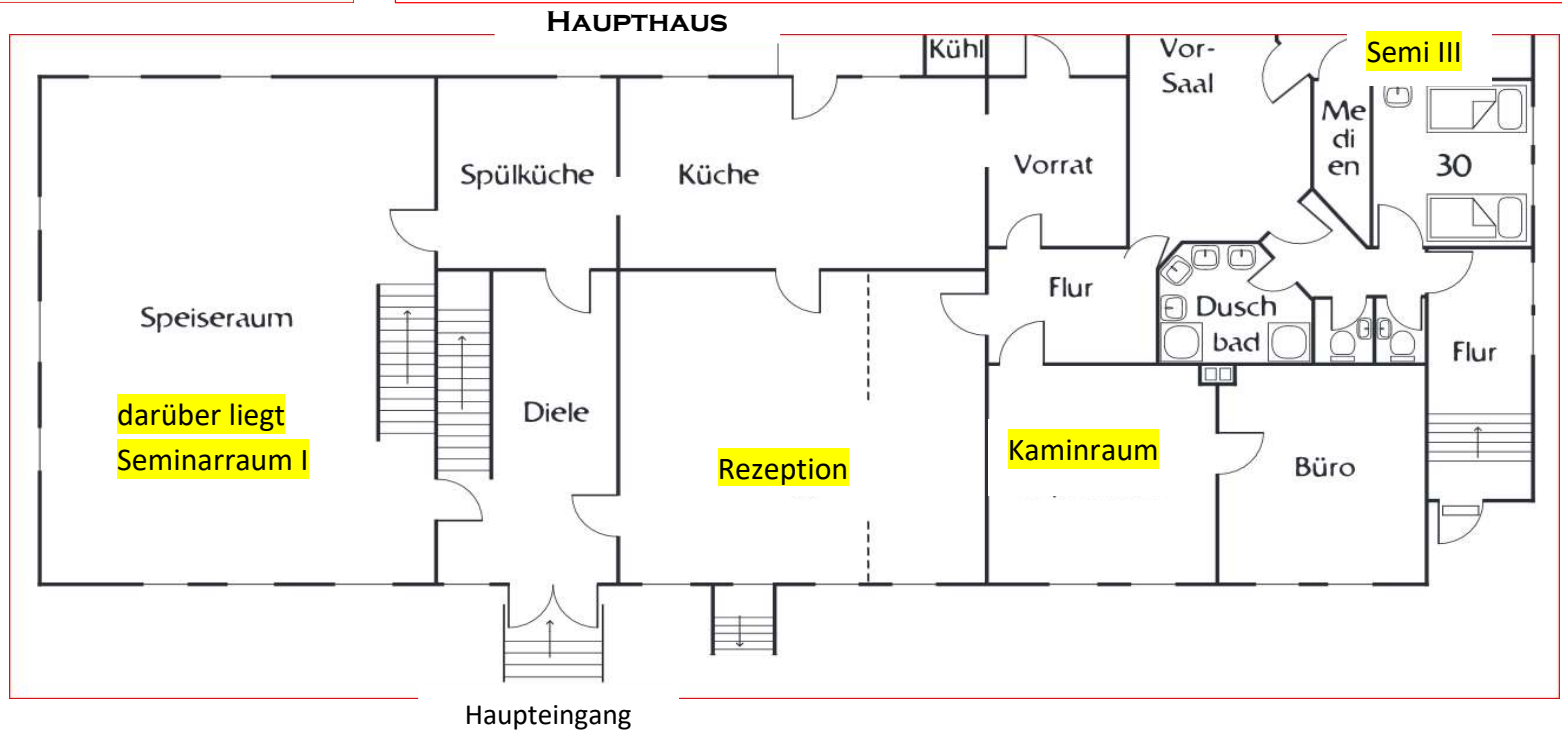 HAUPTHAUS
Kühl
Vor-
Saal
Semi III
Me
di
en
30
Spülküche
Küche
Vorrat
Speiseraum
Flur
Dusch
bad
Flur
darüber liegt
Seminarraum I
Diele
Rezeption
Kaminraum
Büro
Haupteingang